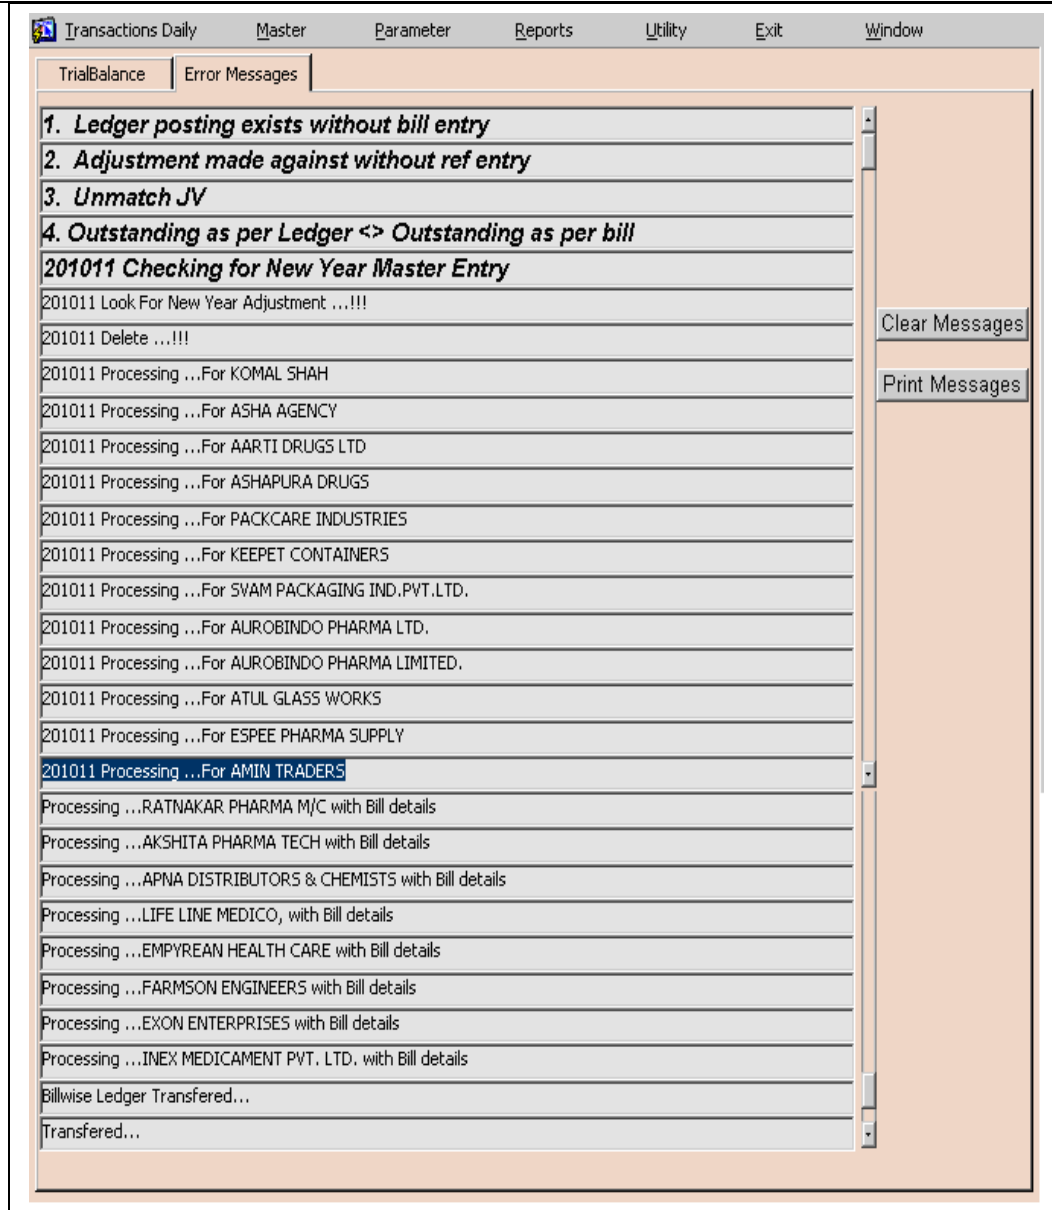 Transactions Daily Master Parameter Reports Utility Exit Window
TrialBalance Error Messages
1. Ledger posting exists without bill entry
2. Adjustment made against without ref entry
3. Unmatch JV
4. Outstanding as per Ledger <> Outstanding as per bill
201011 Checking for New Year Master Entry
201011 Look For New Year Adjustment ...!!!
201011 Delete ...!!!
201011 Processing ...For KOMAL SHAH
201011 Processing ...For ASHA AGENCY
201011 Processing ...For AARTI DRUGS LTD
201011 Processing ...For ASHAPURA DRUGS
201011 Processing ...For PACKCARE INDUSTRIES
201011 Processing ...For KEEPET CONTAINERS
201011 Processing ...For SVAM PACKAGING IND.PVT.LTD.
201011 Processing ...For AUROBINDO PHARMA LTD.
201011 Processing ...For AUROBINDO PHARMA LIMITED.
201011 Processing ...For ATUL GLASS WORKS
201011 Processing ...For ESPEE PHARMA SUPPLY
201011 Processing ...For AMIN TRADERS
Processing ...RATNAKAR PHARMA M/C with Bill details
Processing ...AKSHITA PHARMA TECH with Bill details
Processing ...APNA DISTRIBUTORS & CHEMISTS with Bill details
Processing ...LIFE LINE MEDICO, with Bill details
Processing ...EMPYREAN HEALTH CARE with Bill details
Processing ...FARMSON ENGINEERS with Bill details
Processing ...EXON ENTERPRISES with Bill details
Processing ...INEX MEDICAMENT PVT. LTD. with Bill details
Billwise Ledger Transfered...
Transfered...
Clear Messages
Print Messages